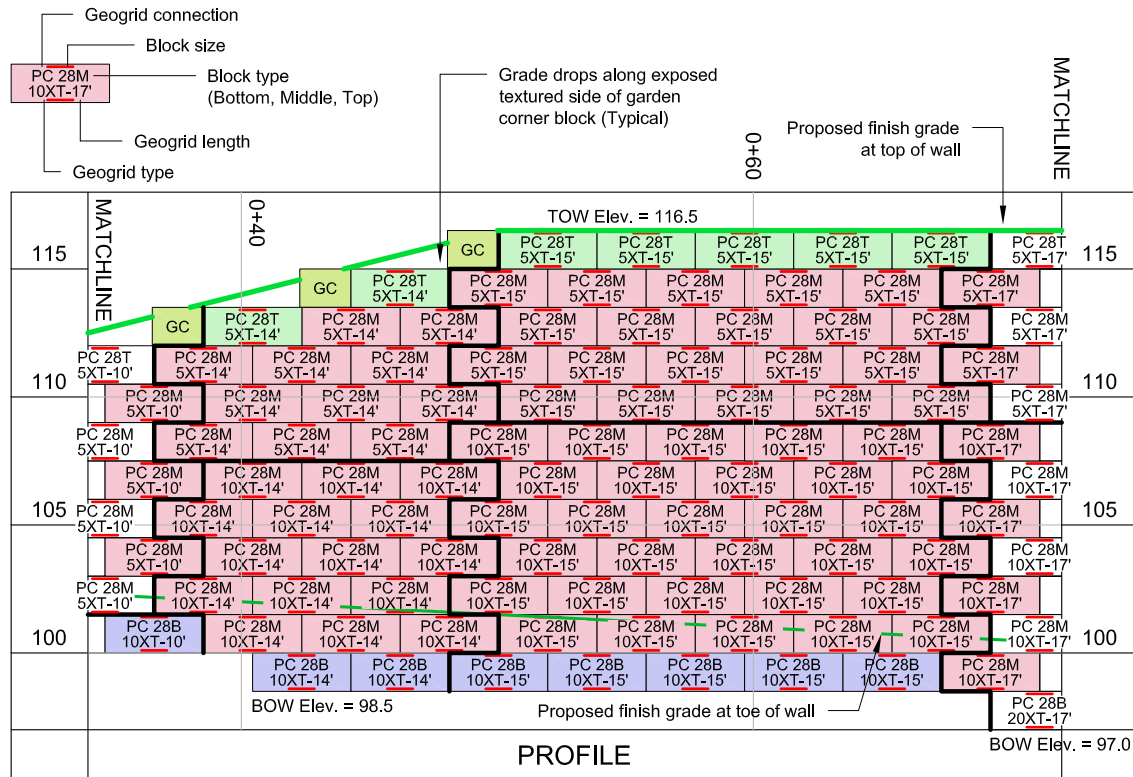 Geogrid connection
Block size
PC 28M
10XT-17'
Block type
(Bottom, Middle, Top)
Geogrid length
Geogrid type
Grade drops along exposed
textured side of garden
corner block (Typical)
Proposed finish grade
at top of wall
MATCHLINE
MATCHLINE
0+40
0+60
TOW Elev. = 116.5
GC PC 28T PC 28T PC 28T PC 28T PC 28T PC 28T
5XT-15' 5XT-15' 5XT-15' 5XT-15' 5XT-15' 5XT-17'
115 115
GC PC 28T PC 28M PC 28M PC 28M PC 28M PC 28M PC 28M
5XT-14' 5XT-15' 5XT-15' 5XT-15' 5XT-15' 5XT-15' 5XT-17'
GC PC 28T PC 28M PC 28M PC 28M PC 28M PC 28M PC 28M PC 28M PC 28M
5XT-14' 5XT-14' 5XT-14' 5XT-15' 5XT-15' 5XT-15' 5XT-15' 5XT-15' 5XT-17'
PC 28T PC 28M PC 28M PC 28M PC 28M PC 28M PC 28M PC 28M PC 28M PC 28M
5XT-10' 5XT-14' 5XT-14' 5XT-14' 5XT-15' 5XT-15' 5XT-15' 5XT-15' 5XT-15' 5XT-17'
110 110
PC 28M PC 28M PC 28M PC 28M PC 28M PC 28M PC 28M PC 28M PC 28M PC 28M
5XT-10' 5XT-14' 5XT-14' 5XT-14' 5XT-15' 5XT-15' 5XT-15' 5XT-15' 5XT-15' 5XT-17'
PC 28M PC 28M PC 28M PC 28M PC 28M PC 28M PC 28M PC 28M PC 28M PC 28M
5XT-10' 5XT-14' 5XT-14' 5XT-14' 10XT-15' 10XT-15' 10XT-15' 10XT-15' 10XT-15' 10XT-17'
PC 28M PC 28M PC 28M PC 28M PC 28M PC 28M PC 28M PC 28M PC 28M PC 28M
5XT-10' 10XT-14' 10XT-14' 10XT-14' 10XT-15' 10XT-15' 10XT-15' 10XT-15' 10XT-15' 10XT-17'
105 105
PC 28M PC 28M PC 28M PC 28M PC 28M PC 28M PC 28M PC 28M PC 28M PC 28M
5XT-10' 10XT-14' 10XT-14' 10XT-14' 10XT-15' 10XT-15' 10XT-15' 10XT-15' 10XT-15' 10XT-17'
PC 28M PC 28M PC 28M PC 28M PC 28M PC 28M PC 28M PC 28M PC 28M PC 28M
5XT-10' 10XT-14' 10XT-14' 10XT-14' 10XT-15' 10XT-15' 10XT-15' 10XT-15' 10XT-15' 10XT-17'
PC 28M PC 28M PC 28M PC 28M PC 28M PC 28M PC 28M PC 28M PC 28M PC 28M
5XT-10' 10XT-14' 10XT-14' 10XT-14' 10XT-15' 10XT-15' 10XT-15' 10XT-15' 10XT-15' 10XT-17'
100 100
PC 28B PC 28M PC 28M PC 28M PC 28M PC 28M PC 28M PC 28M PC 28M PC 28M
10XT-10' 10XT-14' 10XT-14' 10XT-14' 10XT-15' 10XT-15' 10XT-15' 10XT-15' 10XT-15' 10XT-17'
PC 28B PC 28B PC 28B PC 28B PC 28B PC 28B PC 28B PC 28M
10XT-14' 10XT-14' 10XT-15' 10XT-15' 10XT-15' 10XT-15' 10XT-15' 10XT-17'
BOW Elev. = 98.5
Proposed finish grade at toe of wall
PC 28B
20XT-17'
BOW Elev. = 97.0
PROFILE